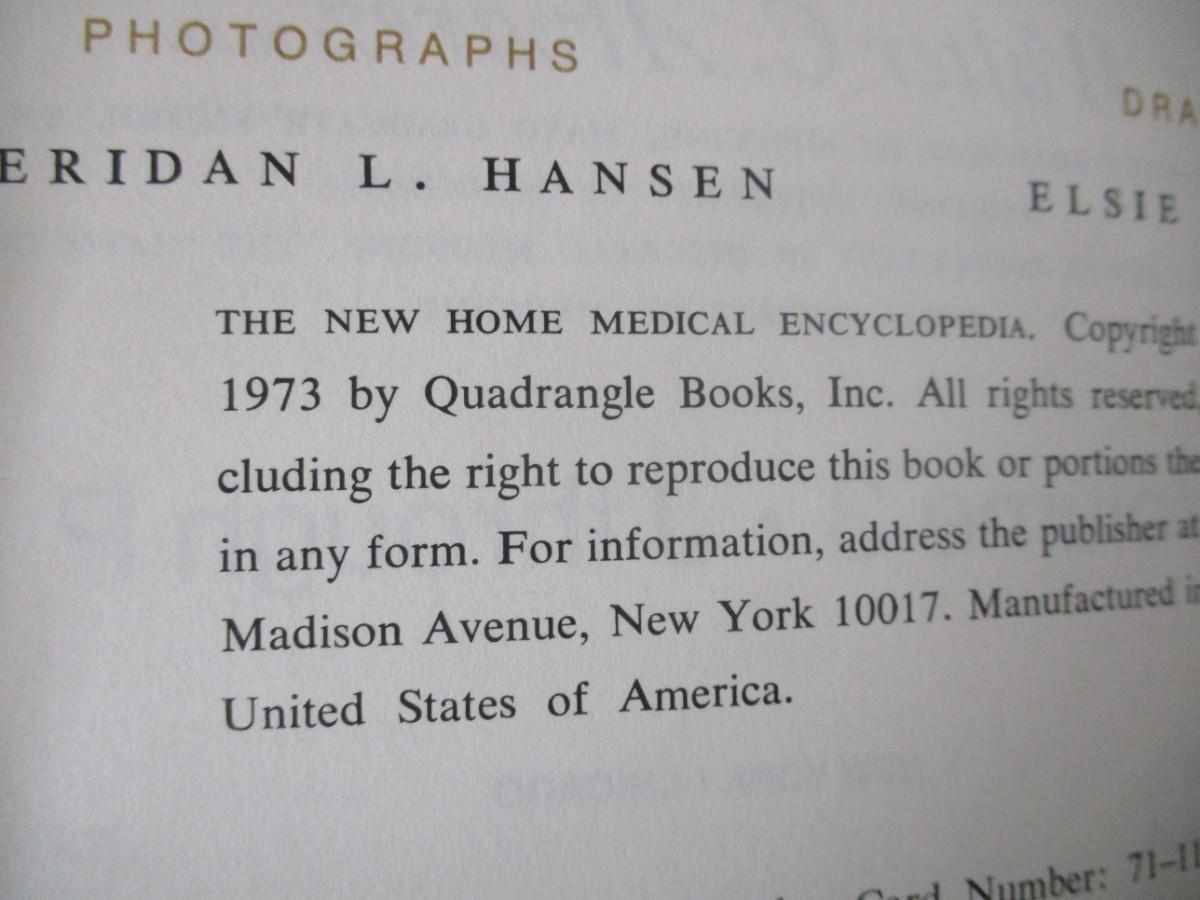 PHOTOGRAPHS
DRA
ERIDAN L. HANSEN
ELSIE
THE NEW HOME MEDICAL ENCYCLOPEDIA. Copyright
1973 by Quadrangle Books, Inc. All rights reserved,
cluding the right to reproduce this book or portions the
in any form. For information, address the publisher at
Madison Avenue, New York 10017. Manufactured in
United States of America.
Card Number: 71-11